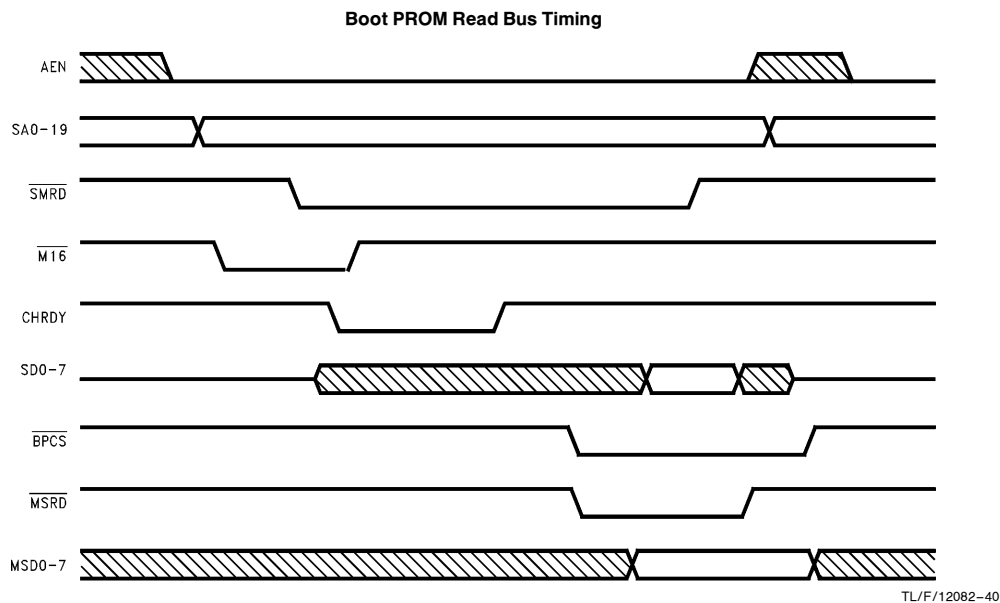 Boot PROM Read Bus Timing
AEN
SA0-19
SMRD
M16
CHRDY
SD0-7
BPCS
MSRD
MSD0-7
TL/F/12082-40